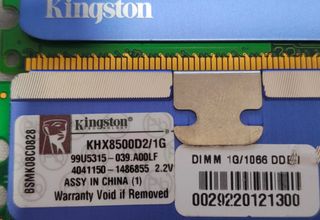 Kingston
Kingston
KHX8500D2/1G
99U5315-039.A00LF
4041150-1486855 2.2V
ASSY IN CHINA (1)
Warranty Void if Removed
BSMK08C0828
DIMM 1G/1066 DDEII
0029220121300